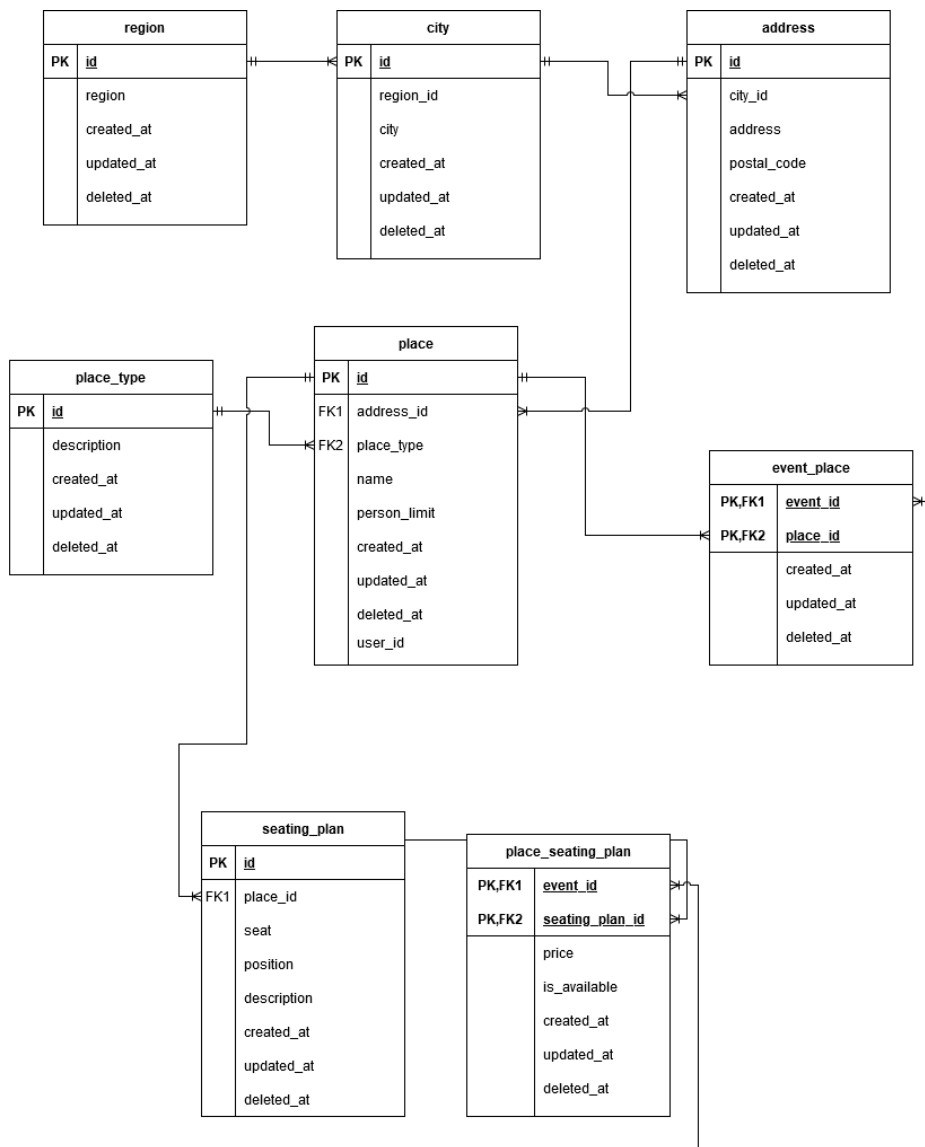 region
PK id
region
created_at
updated_at
deleted_at
city
PK id
region_id
city
created_at
updated_at
deleted_at
address
PK id
city_id
address
postal_code
created_at
updated_at
deleted_at
place_type
PK id
description
created_at
updated_at
deleted_at
place
PK id
FK1 address_id
FK2 place_type
name
person_limit
created_at
updated_at
deleted_at
user_id
event_place
PK,FK1 event_id
PK,FK2 place_id
created_at
updated_at
deleted_at
seating_plan
PK id
FK1 place_id
seat
position
description
created_at
updated_at
deleted_at
place_seating_plan
PK,FK1 event_id
PK,FK2 seating_plan_id
price
is_available
created_at
updated_at
deleted_at